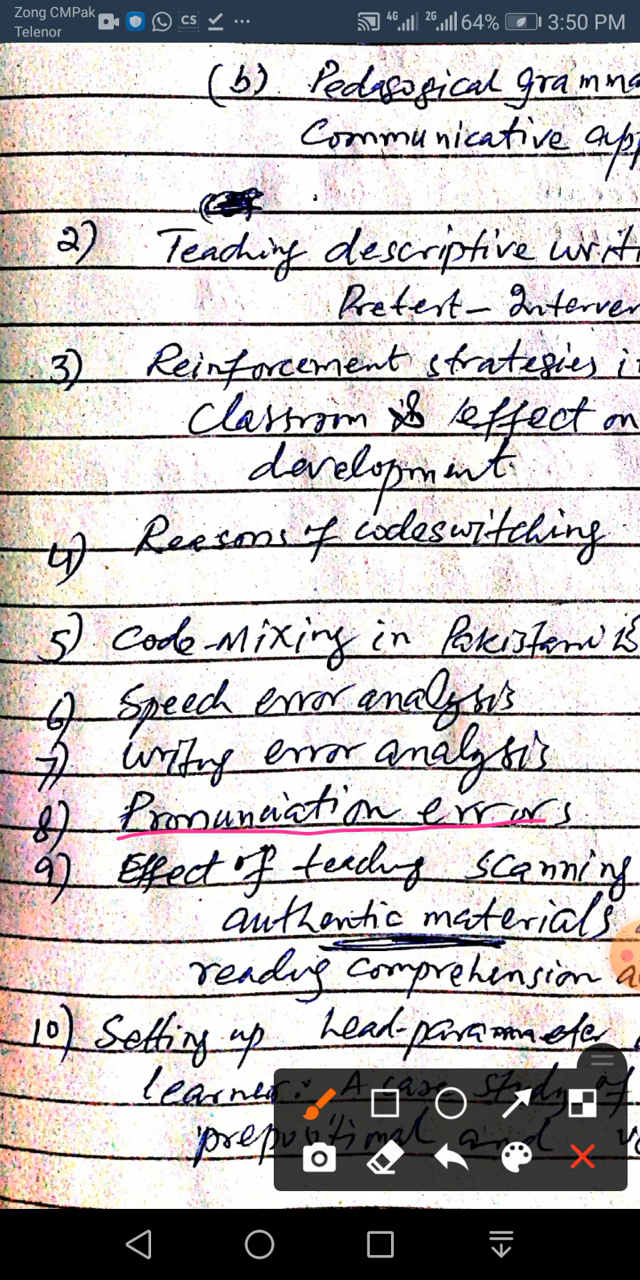 Zong CMPak
Telenor
CS
4G
2G
64%
3:50 PM
(b) Pedagogical gramma
Communicative app
2) Teaching descriptive writi
Pretest - Interven
3) Reinforcement strategies i
Classroom & effect on
development.
4) Reasons of codeswitching
5) Code-Mixing in Pakistani
6) Speech error analysis
7) writing error analysis
8) Pronunciation errors
9) Effect of teaching scanning
authentic materials
reading comprehension a
10) Setting up head-parameter
learner: A case study of
prepositional and v